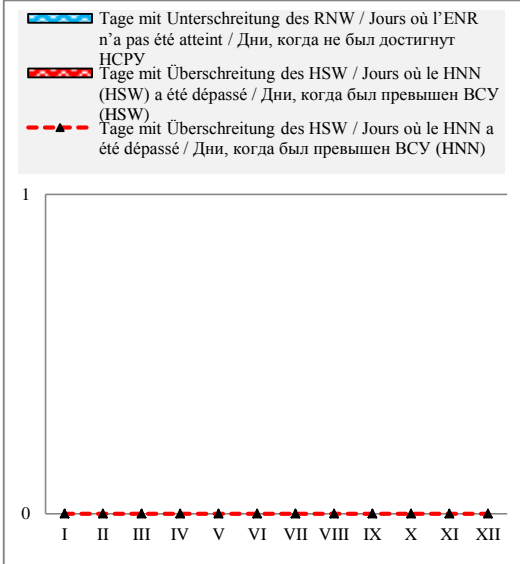 Tage mit Unterschreitung des RNW / Jours où l’ENR
n’a pas été atteint / Дни, когда не был достигнут
НСРУ
Tage mit Überschreitung des HSW / Jours où le HNN
(HSW) a été dépassé / Дни, когда был превышен ВСУ
(HSW)
Tage mit Überschreitung des HSW / Jours où le HNN a
été dépassé / Дни, когда был превышен ВСУ (HNN)
1
0
I II III IV V VI VII VIII IX X XI XII